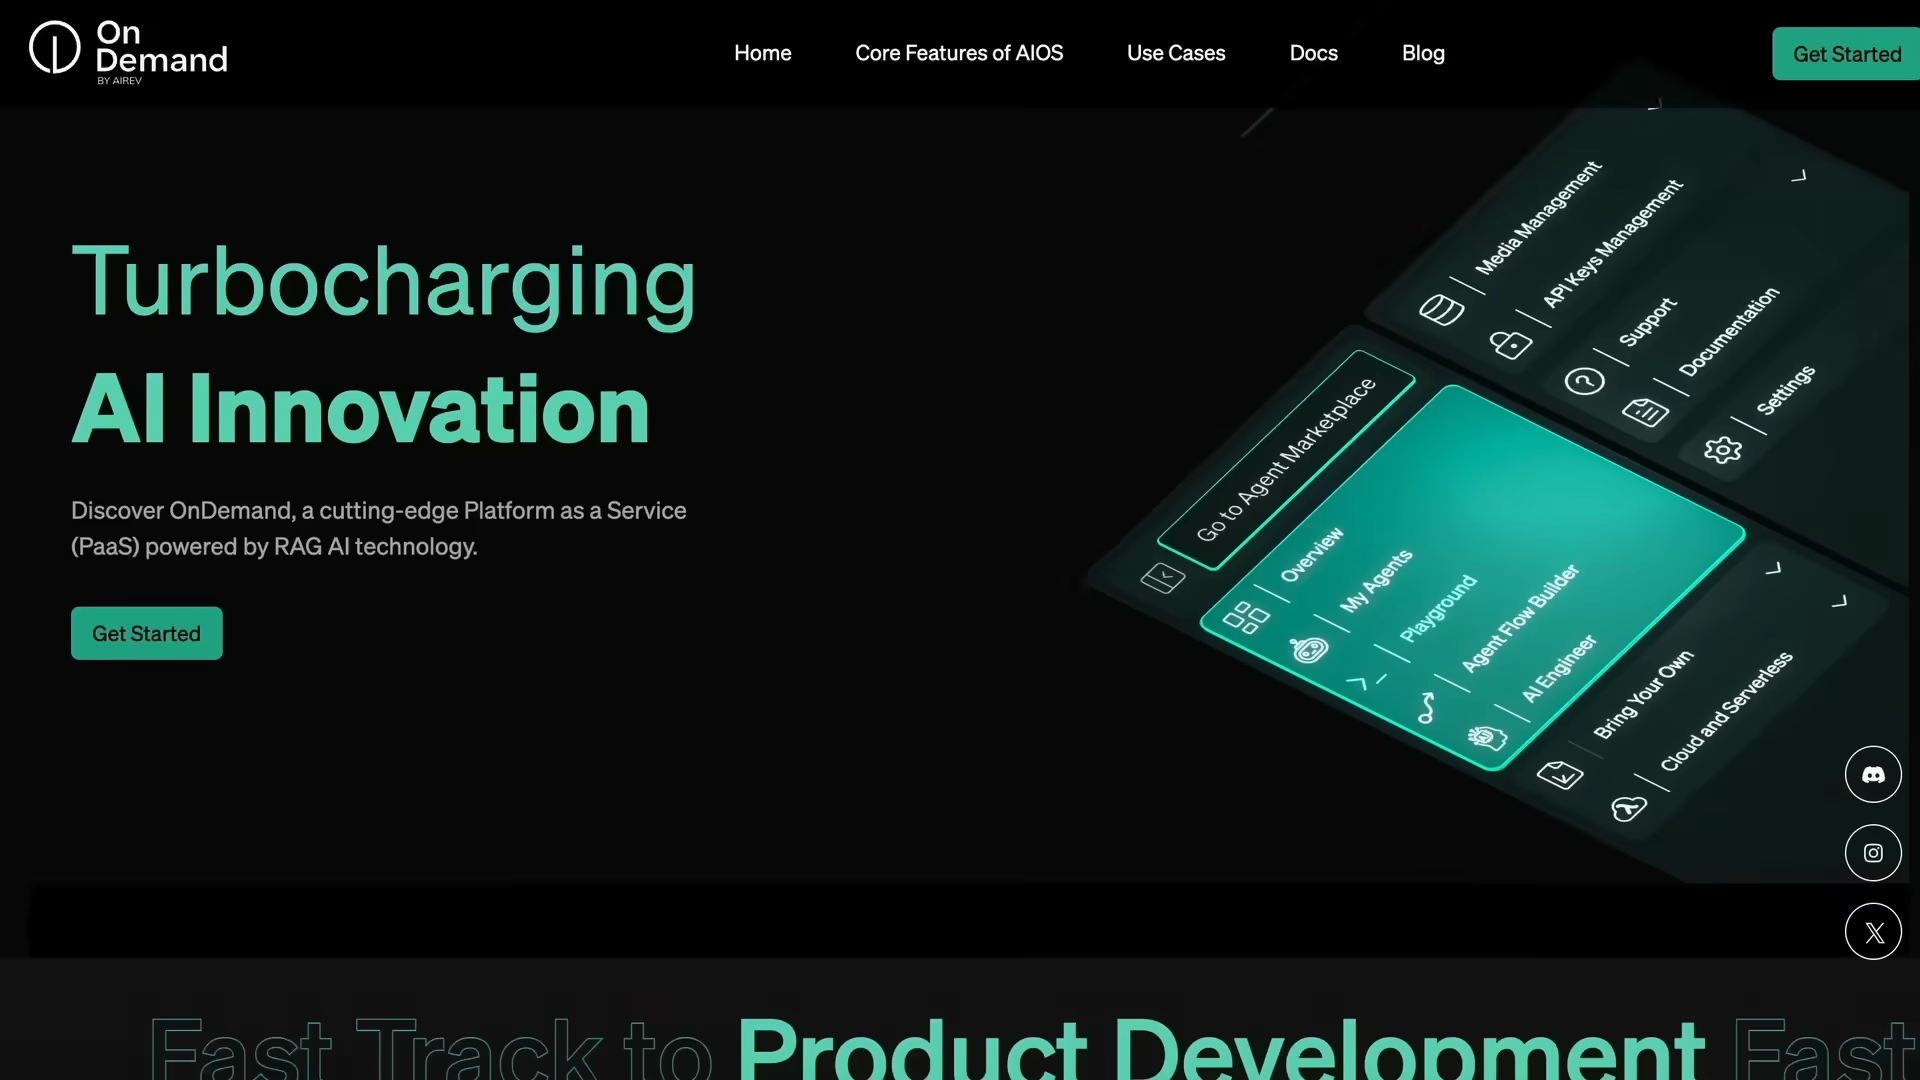 On
Demand
BY AIREV
Home
Core Features of AIOS
Use Cases
Docs
Blog
Get Started
Turbocharging
AI Innovation
Discover OnDemand, a cutting-edge Platform as a Service
(PaaS) powered by RAG AI technology.
Get Started
Media Management
API Keys Management
Support
Documentation
Settings
Go to Agent Marketplace
Overview
My Agents
Playground
Agent Flow Builder
AI Engineer
Bring Your Own
Cloud and Serverless
Fast Track to Product Development Fast